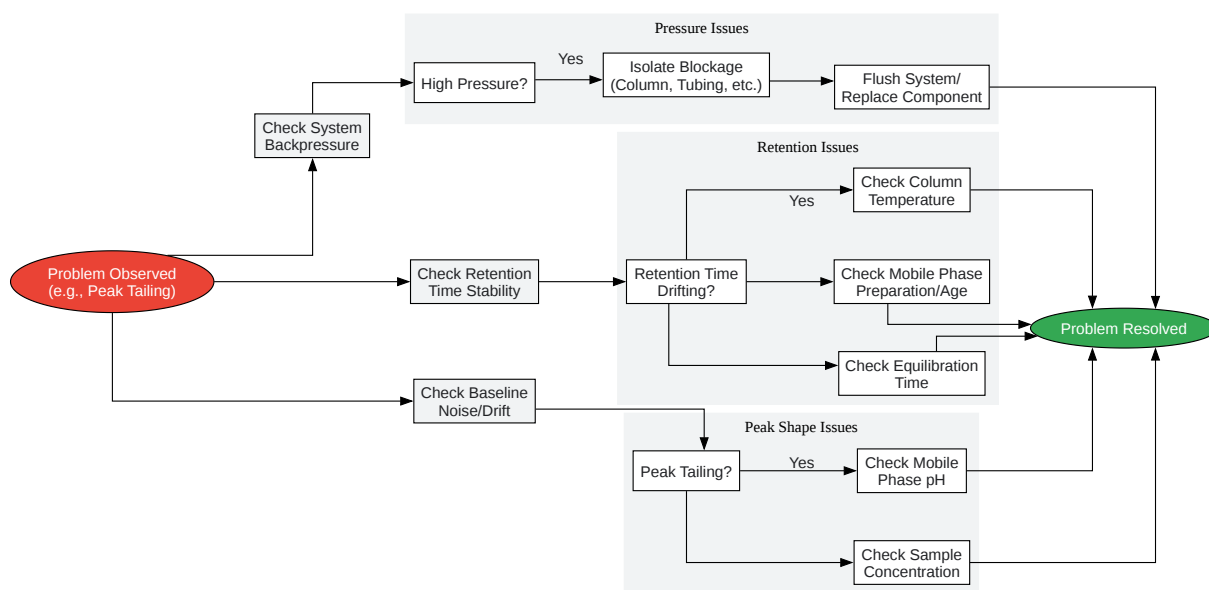 Pressure Issues
High Pressure?
Yes
Isolate Blockage
(Column, Tubing, etc.)
Flush System/
Replace Component
Check System
Backpressure
Retention Issues
Check Column
Temperature
Yes
Problem Observed
(e.g., Peak Tailing)
Check Retention
Time Stability
Retention Time
Drifting?
Check Mobile Phase
Preparation/Age
Problem Resolved
Check Equilibration
Time
Check Baseline
Noise/Drift
Peak Shape Issues
Peak Tailing?
Yes
Check Mobile
Phase pH
Check Sample
Concentration